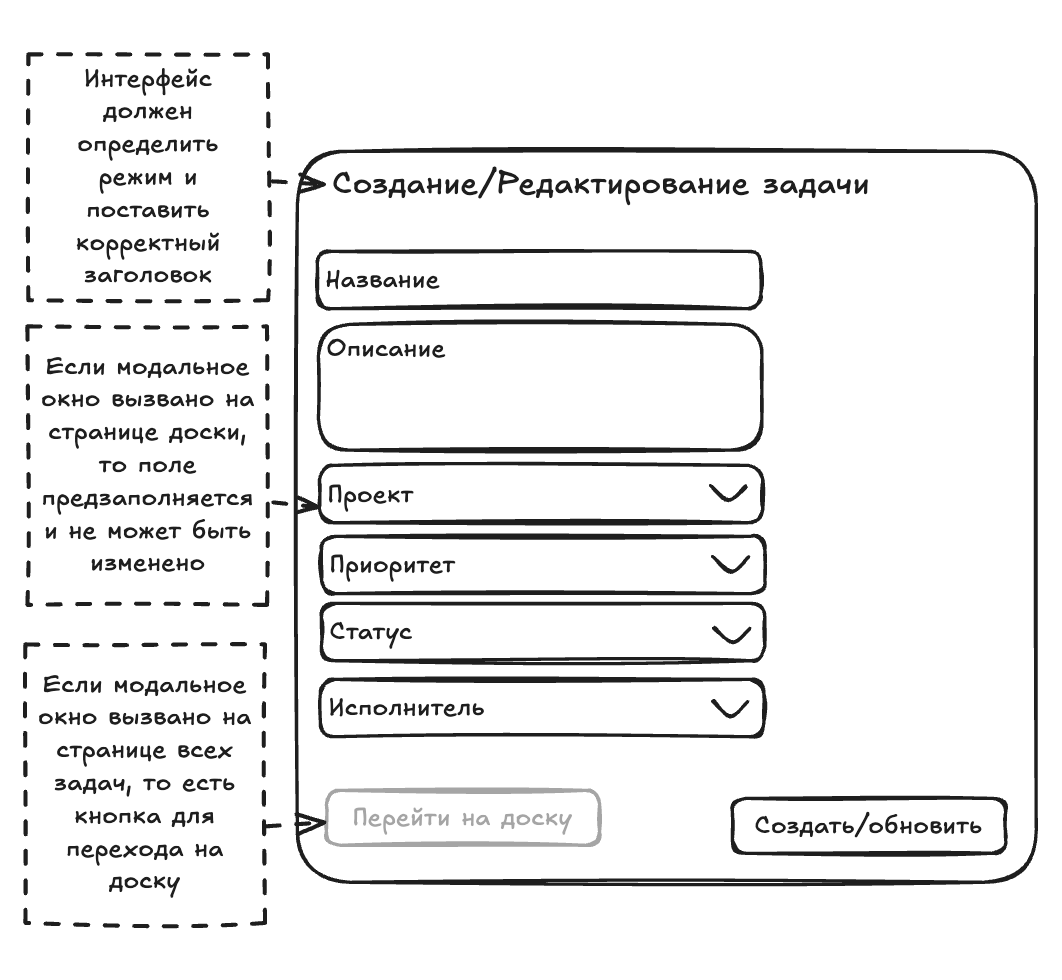 Интерфейс
должен
определить
режим и
поставить
корректный
заголовок
Создание/Редактирование задачи
Название
Описание
Если модальное
окно вызвано на
странице доски,
то поле
предзаполняется
и не может быть
изменено
Проект
Приоритет
Статус
Исполнитель
Если модальное
окно вызвано на
странице всех
задач, то есть
кнопка для
перехода на
доску
Перейти на доску
Создать/обновить